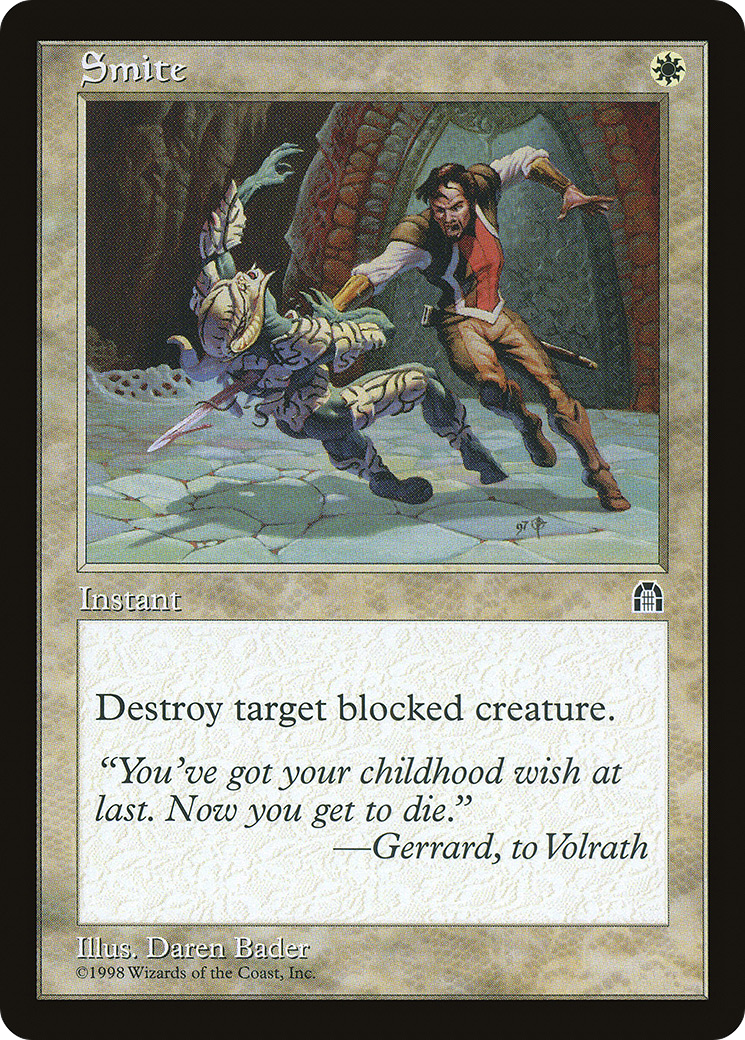 Smite
97
Instant
Destroy target blocked creature.
“You’ve got your childhood wish at
last. Now you get to die.”
—Gerrard, to Volrath
Illus. Daren Bader
©1998 Wizards of the Coast, Inc.